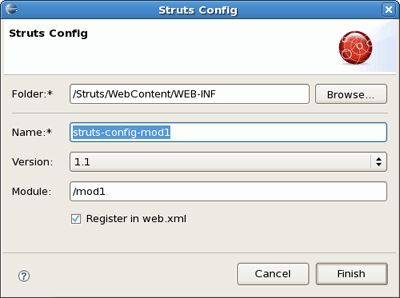 Struts Config
Struts Config
Folder:* /Struts/WebContent/WEB-INF Browse...
Name:* struts-config-mod1
Version: 1.1
Module: /mod1
Register in web.xml
? Cancel Finish